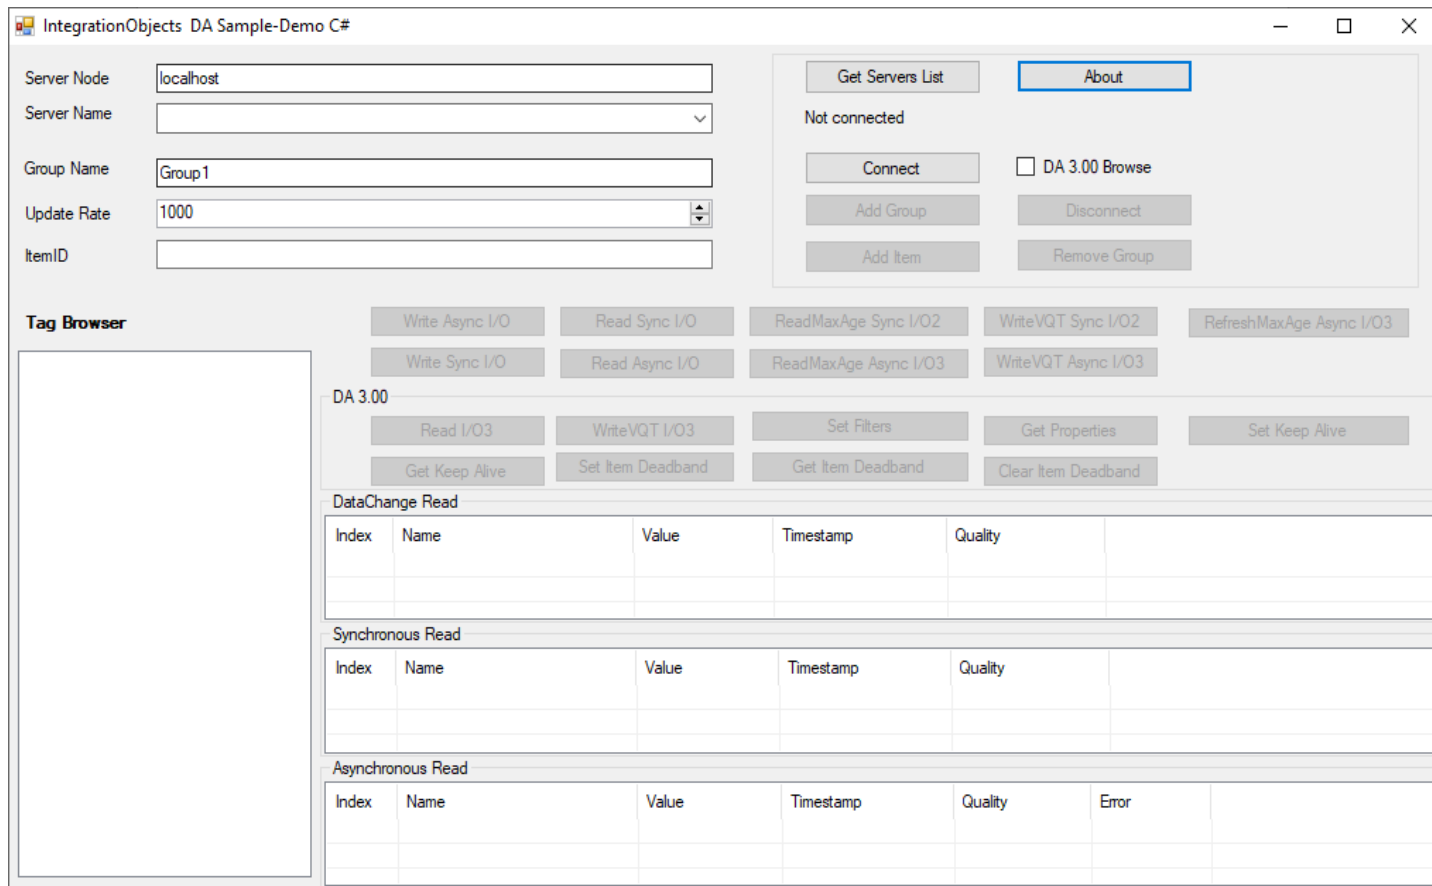 IntegrationObjects DA Sample-Demo C#
Server Node localhost Get Servers List About
Server Name Not connected
Group Name Group1 Connect DA 3.00 Browse
Update Rate 1000 Add Group Disconnect
ItemID Add Item Remove Group
Tag Browser Write Async I/O Read Sync I/O ReadMaxAge Sync I/O2 WriteVQT Sync I/O2 RefreshMaxAge Async I/O3
Write Sync I/O Read Async I/O ReadMaxAge Async I/O3 WriteVQT Async I/O3
DA 3.00
Read I/O3 WriteVQT I/O3 Set Filters Get Properties Set Keep Alive
Get Keep Alive Set Item Deadband Get Item Deadband Clear Item Deadband
DataChange Read
Index Name Value Timestamp Quality
Synchronous Read
Index Name Value Timestamp Quality
Asynchronous Read
Index Name Value Timestamp Quality Error